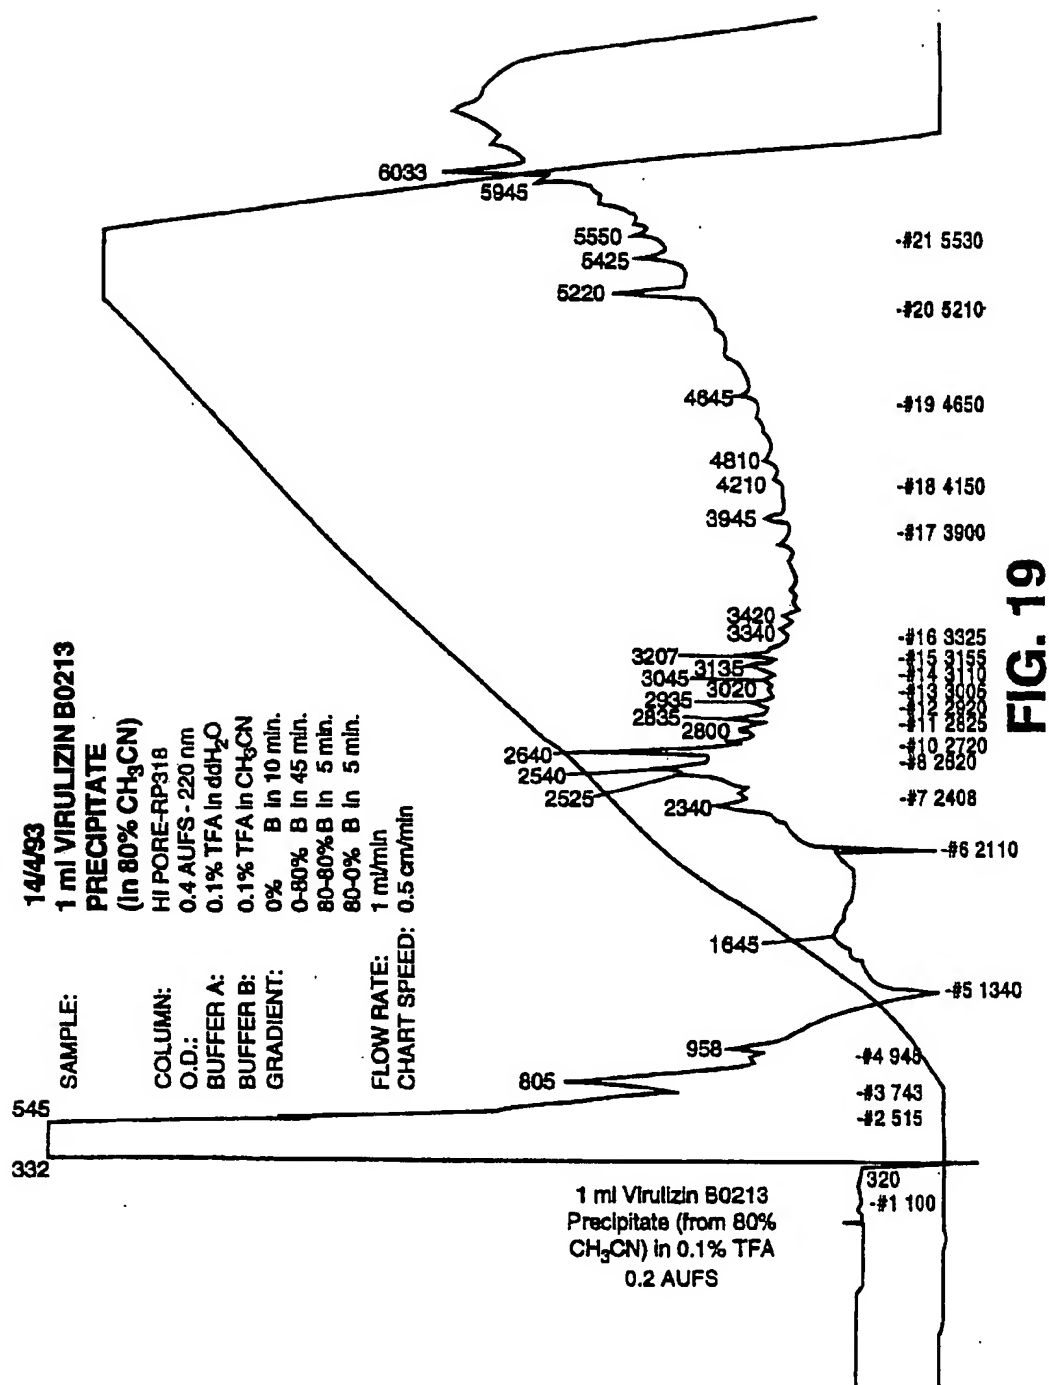 14/4/93
SAMPLE: 1 ml VIRULIZIN B0213
PRECIPITATE
(in 80% CH₃CN)
COLUMN: HI PORE-RP318
O.D.: 0.4 AUFS - 220 nm
BUFFER A: 0.1% TFA in ddH₂O
BUFFER B: 0.1% TFA in CH₃CN
GRADIENT: 0% B in 10 min.
0-80% B in 45 min.
80-80% B in 5 min.
80-0% B in 5 min.
FLOW RATE: 1 ml/min
CHART SPEED: 0.5 cm/min
6033
5945
5550
5425
5220
4645
4810
4210
3945
3420
3340
3207
3135
3045
3020
2935
2835
2800
2640
2540
2525
2340
1645
958
805
545
332
320
-#21 5530
-#20 5210
-#19 4650
-#18 4150
-#17 3900
-#16 3325
-#15 3155
-#14 3110
-#13 3005
-#12 2920
-#11 2825
-#10 2720
-#8 2620
-#7 2408
-#6 2110
-#5 1340
-#4 945
-#3 743
-#2 515
-#1 100
1 ml Virulizin B0213
Precipitate (from 80%
CH₃CN) in 0.1% TFA
0.2 AUFS
FIG. 19